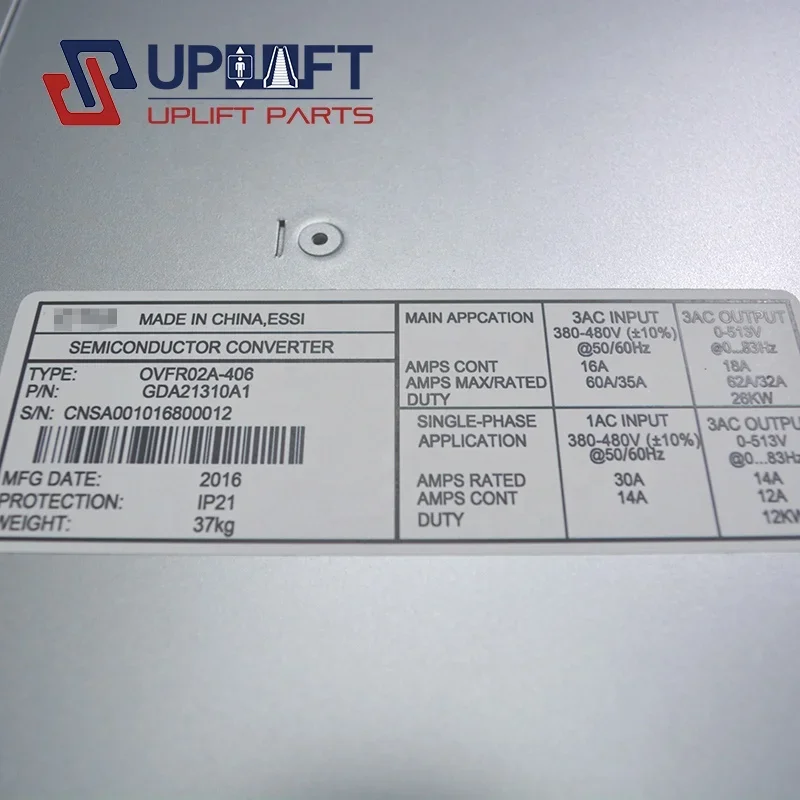 UPLIFT
UPLIFT PARTS
MADE IN CHINA,ESSI
SEMICONDUCTOR CONVERTER
TYPE: OVFR02A-406
P/N: GDA21310A1
S/N: CNSA001016800012
MFG DATE: 2016
PROTECTION: IP21
WEIGHT: 37kg
MAIN APPCATION 3AC INPUT 3AC OUTPUT
380-480V (±10%) 0-513V
@50/60Hz @0...83Hz
AMPS CONT 16A 18A
AMPS MAX/RATED 60A/35A 62A/32A
DUTY 26KW
SINGLE-PHASE 1AC INPUT 3AC OUTPU
APPLICATION 380-480V (±10%) 0-513V
@50/60Hz @0...83Hz
AMPS RATED 30A 14A
AMPS CONT 14A 12A
DUTY 12KW